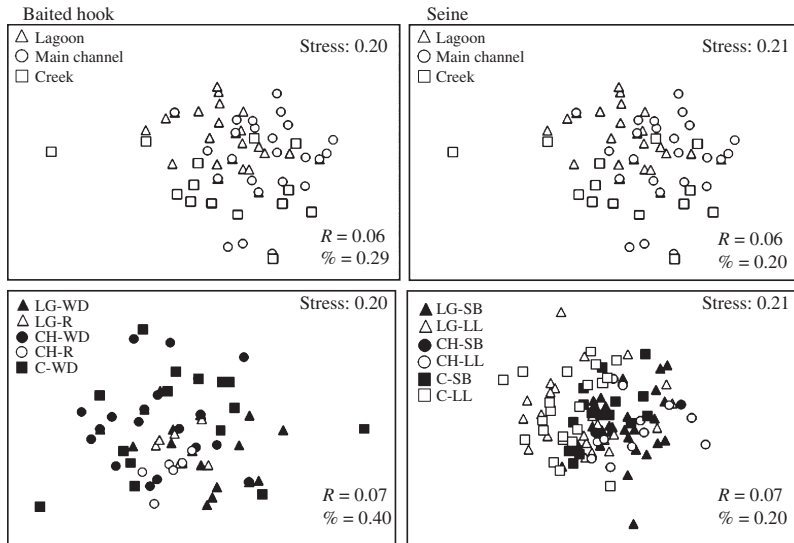 Baited hook
Lagoon
Main channel
Creek
Stress: 0.20
R = 0.06
% = 0.29
Seine
Lagoon
Main channel
Creek
Stress: 0.21
R = 0.06
% = 0.20
LG-WD
LG-R
CH-WD
CH-R
C-WD
Stress: 0.20
R = 0.07
% = 0.40
LG-SB
LG-LL
CH-SB
CH-LL
C-SB
C-LL
Stress: 0.21
R = 0.07
% = 0.20